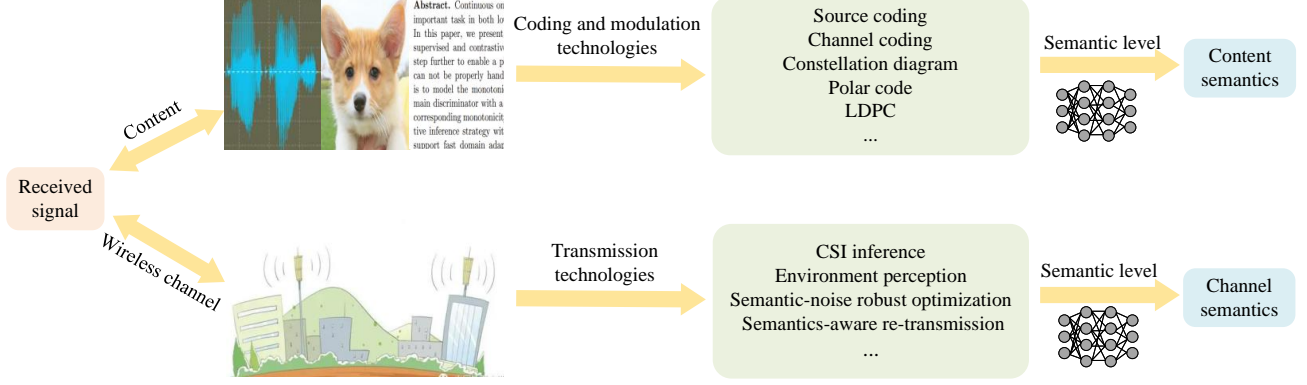 Abstract. Continuous on
important task in both lo
In this paper, we present
supervised and contrastiv
step further to enable a p
can not be properly hand
is to model the monotoni
main discriminator with a
corresponding monotonicit
tive inference strategy wit
support fast domain adap
Coding and modulation
technologies
Source coding
Channel coding
Constellation diagram
Polar code
LDPC
...
Semantic level
Content
semantics
Content
Received
signal
Wireless channel
Transmission
technologies
CSI inference
Environment perception
Semantic-noise robust optimization
Semantics-aware re-transmission
...
Semantic level
Channel
semantics